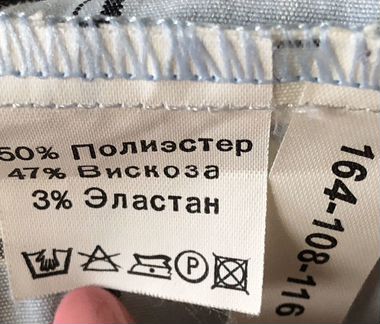 50% Полиэстер
47% Вискоза
3% Эластан
P
164-108-116